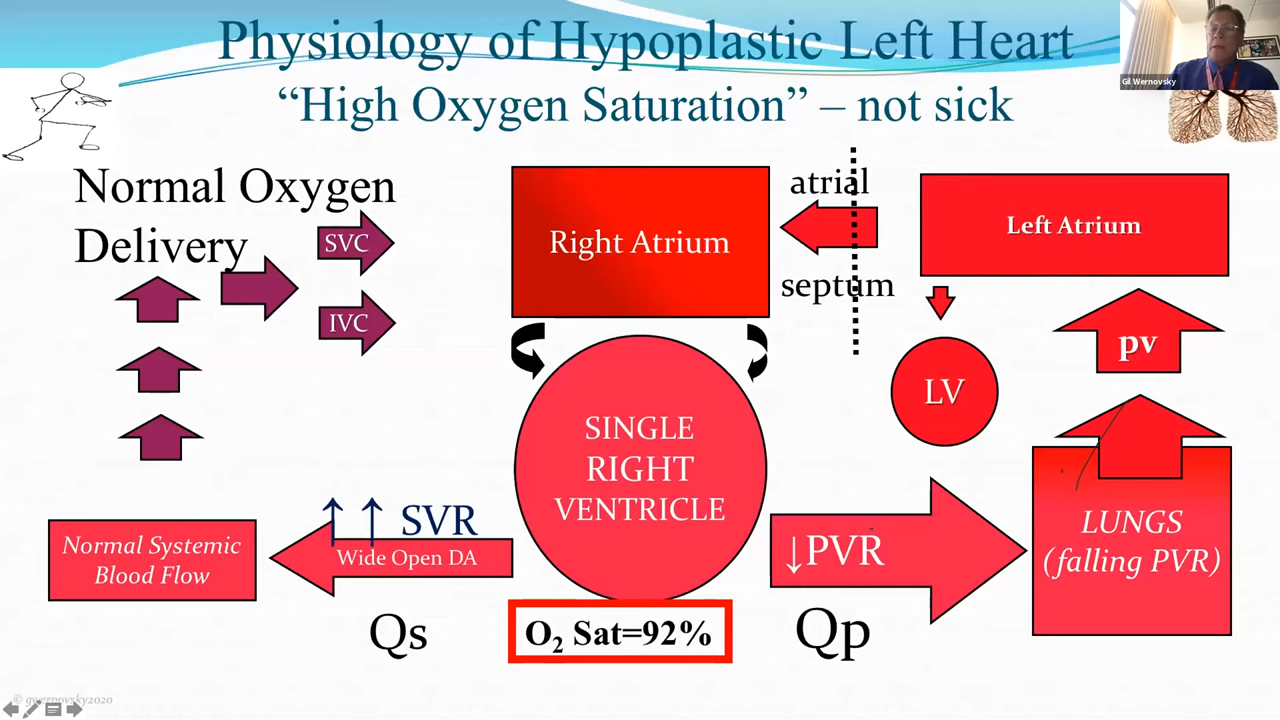 Physiology of Hypoplastic Left Heart
“High Oxygen Saturation” – not sick
Gil Wernovsky
Normal Oxygen
Delivery
SVC
IVC
Right Atrium
atrial
septum
Left Atrium
pv
LV
SINGLE
RIGHT
VENTRICLE
↑ ↑ SVR
Wide Open DA
Normal Systemic
Blood Flow
↓PVR
LUNGS
(falling PVR)
Qs
O₂ Sat=92%
Qp
© gwernovsky2020